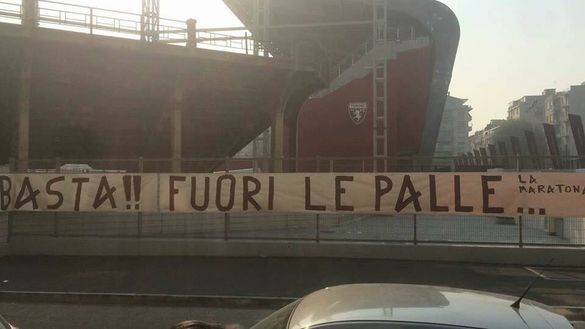 BASTA!! FUORI LE PALLE...
LA
MARATONA